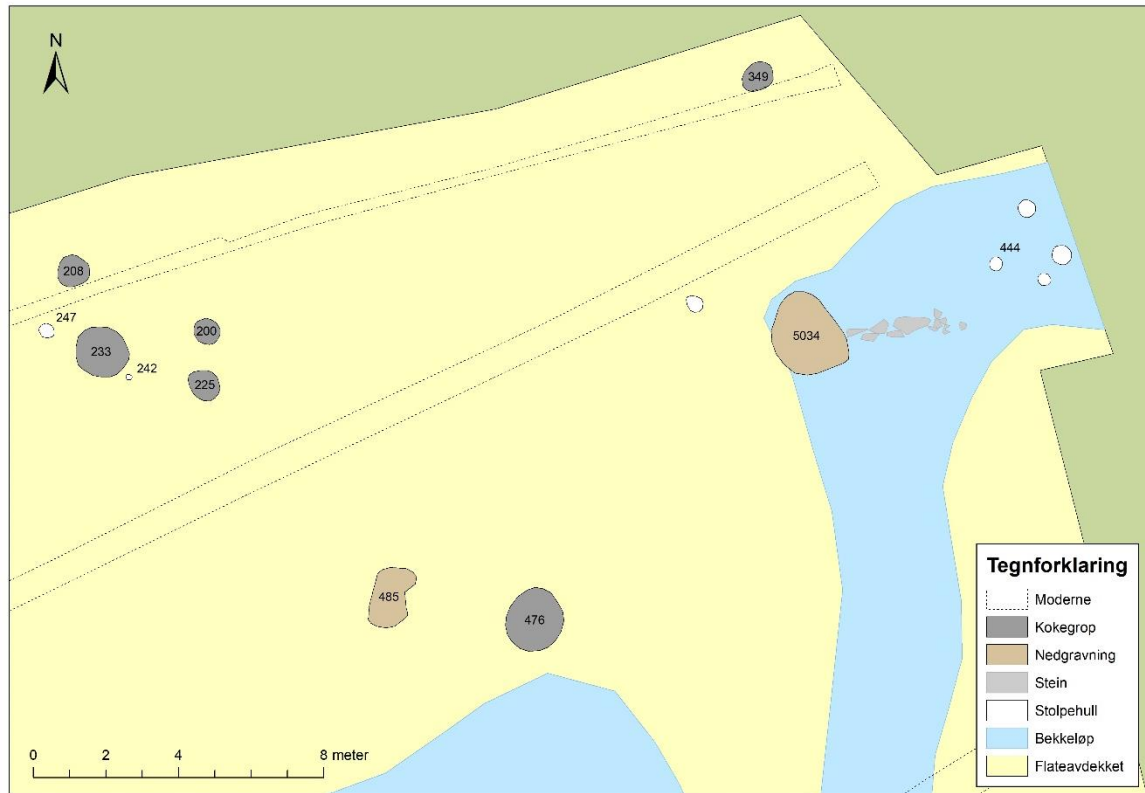 N
349
444
208
247
200
5034
233
242
225
485
476
Tegnforklaring
Moderne
Kokegrop
Nedgravning
Stein
Stolpehull
Bekkeløp
Flateavdekket
0 2 4 8 meter